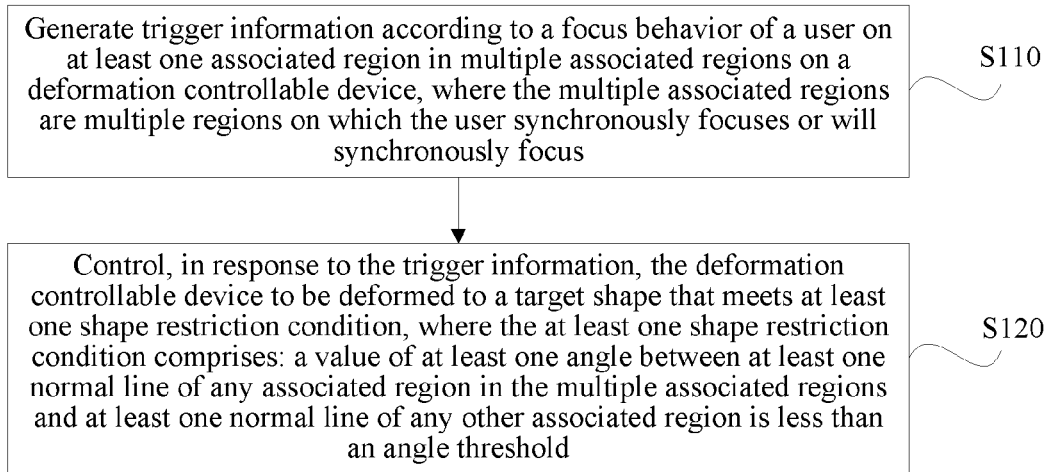 Generate trigger information according to a focus behavior of a user on
at least one associated region in multiple associated regions on a
deformation controllable device, where the multiple associated regions
are multiple regions on which the user synchronously focuses or will
synchronously focus
S110
Control, in response to the trigger information, the deformation
controllable device to be deformed to a target shape that meets at least
one shape restriction condition, where the at least one shape restriction
condition comprises: a value of at least one angle between at least one
normal line of any associated region in the multiple associated regions
and at least one normal line of any other associated region is less than
an angle threshold
S120